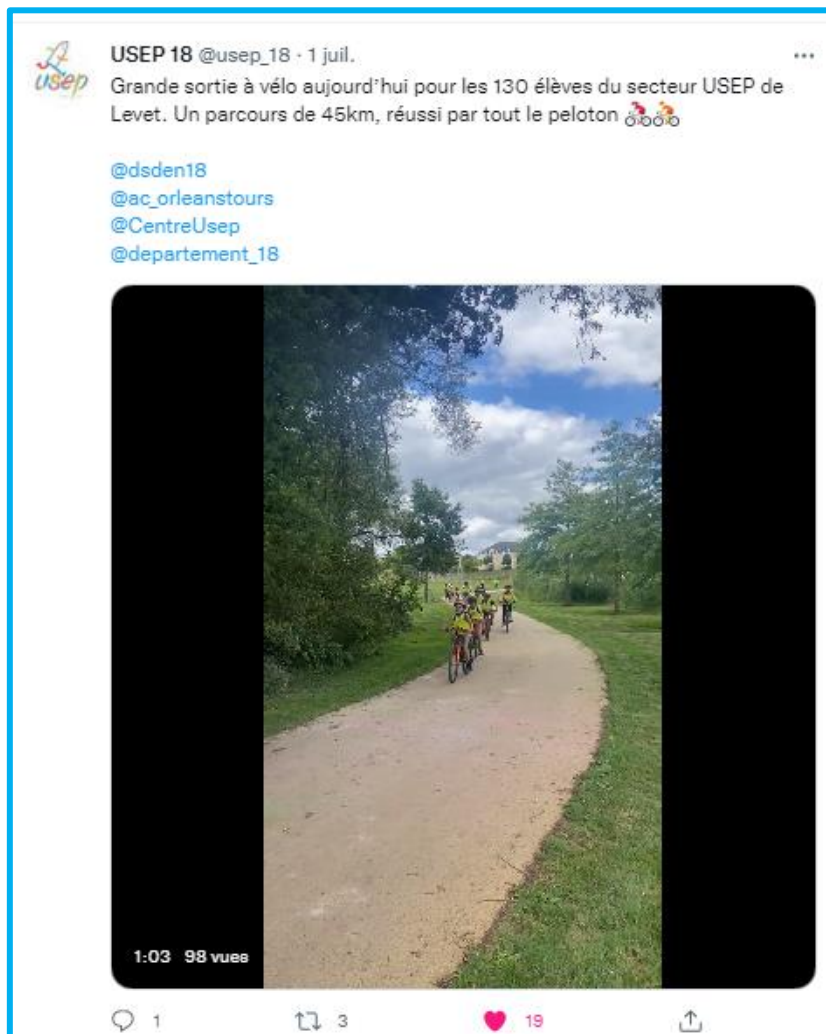 usep
USEP 18 @usep_18 · 1 juil.
Grande sortie à vélo aujourd'hui pour les 130 élèves du secteur USEP de
Levet. Un parcours de 45km, réussi par tout le peloton 🚴🚴
@dsden18
@ac_orleanstours
@CentreUsep
@departement_18
1:03 98 vues
1 3 19